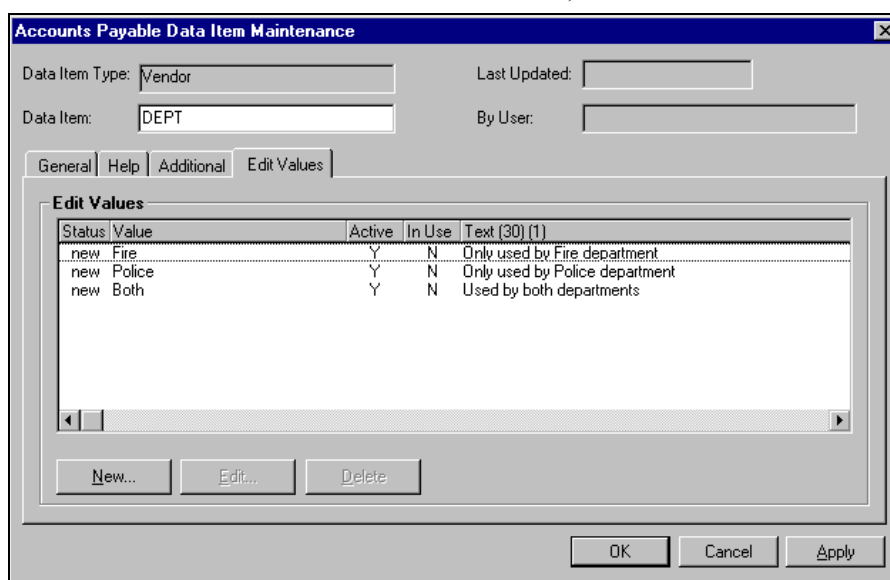 Accounts Payable Data Item Maintenance
Data Item Type: Vendor Last Updated:
Data Item: DEPT By User:
General Help Additional Edit Values
Edit Values
Status Value Active In Use Text (30) (1)
new Fire Y N Only used by Fire department
new Police Y N Only used by Police department
new Both Y N Used by both departments
New... Edit... Delete
OK Cancel Apply